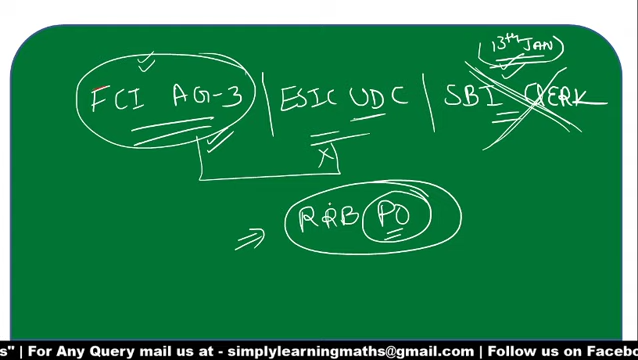 (13th JAN)
FCI AG-3 | ESIC UDC | SBI CLERK
X
⇒ RRB PO
s" | For Any Query mail us at - simplylearningmaths@gmail.com | Follow us on Facebo